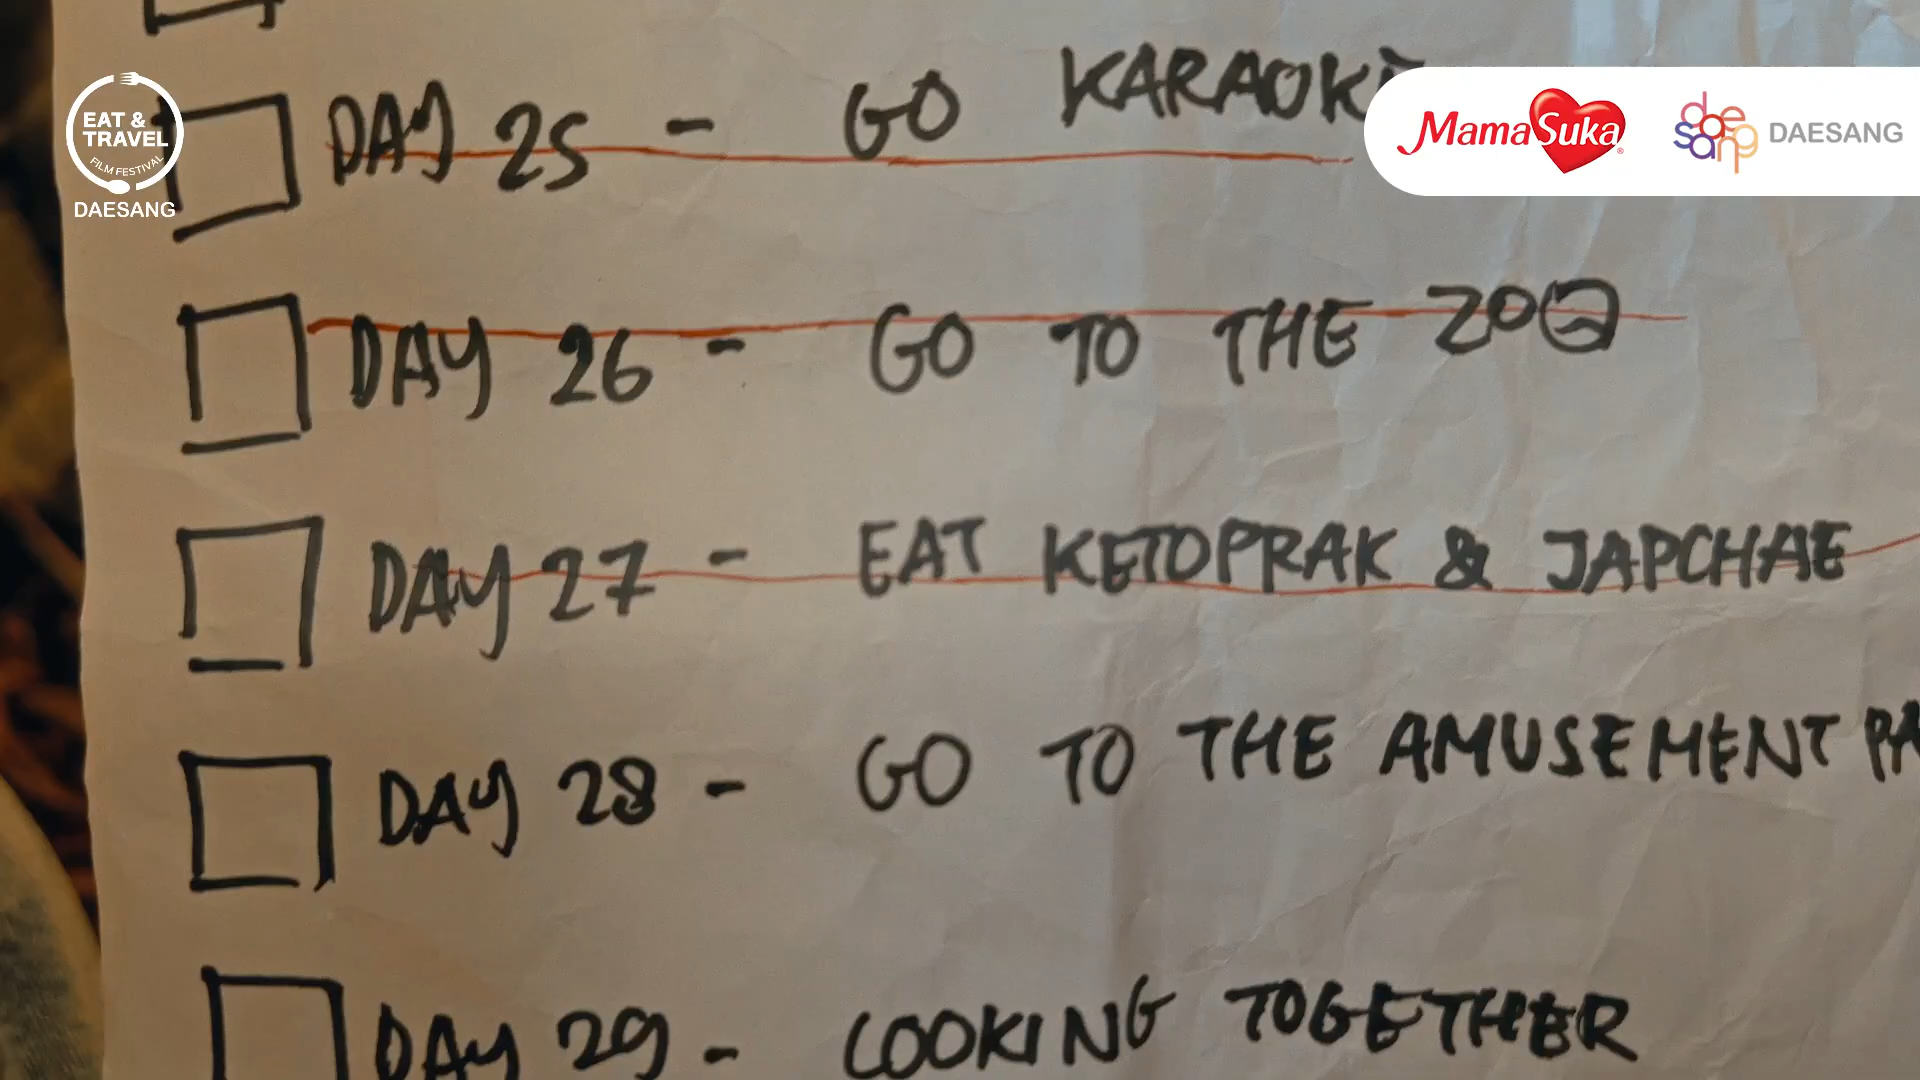 DAY 25 - GO KARAOKE
DAY 26 - GO TO THE ZOO
DAY 27 - EAT KETOPRAK & JAPCHAE
DAY 28 - GO TO THE AMUSEMENT PA
DAY 29 - COOKING TOGETHER
EAT &
TRAVEL
FILM FESTIVAL
DAESANG
MamaSuka
daesang DAESANG